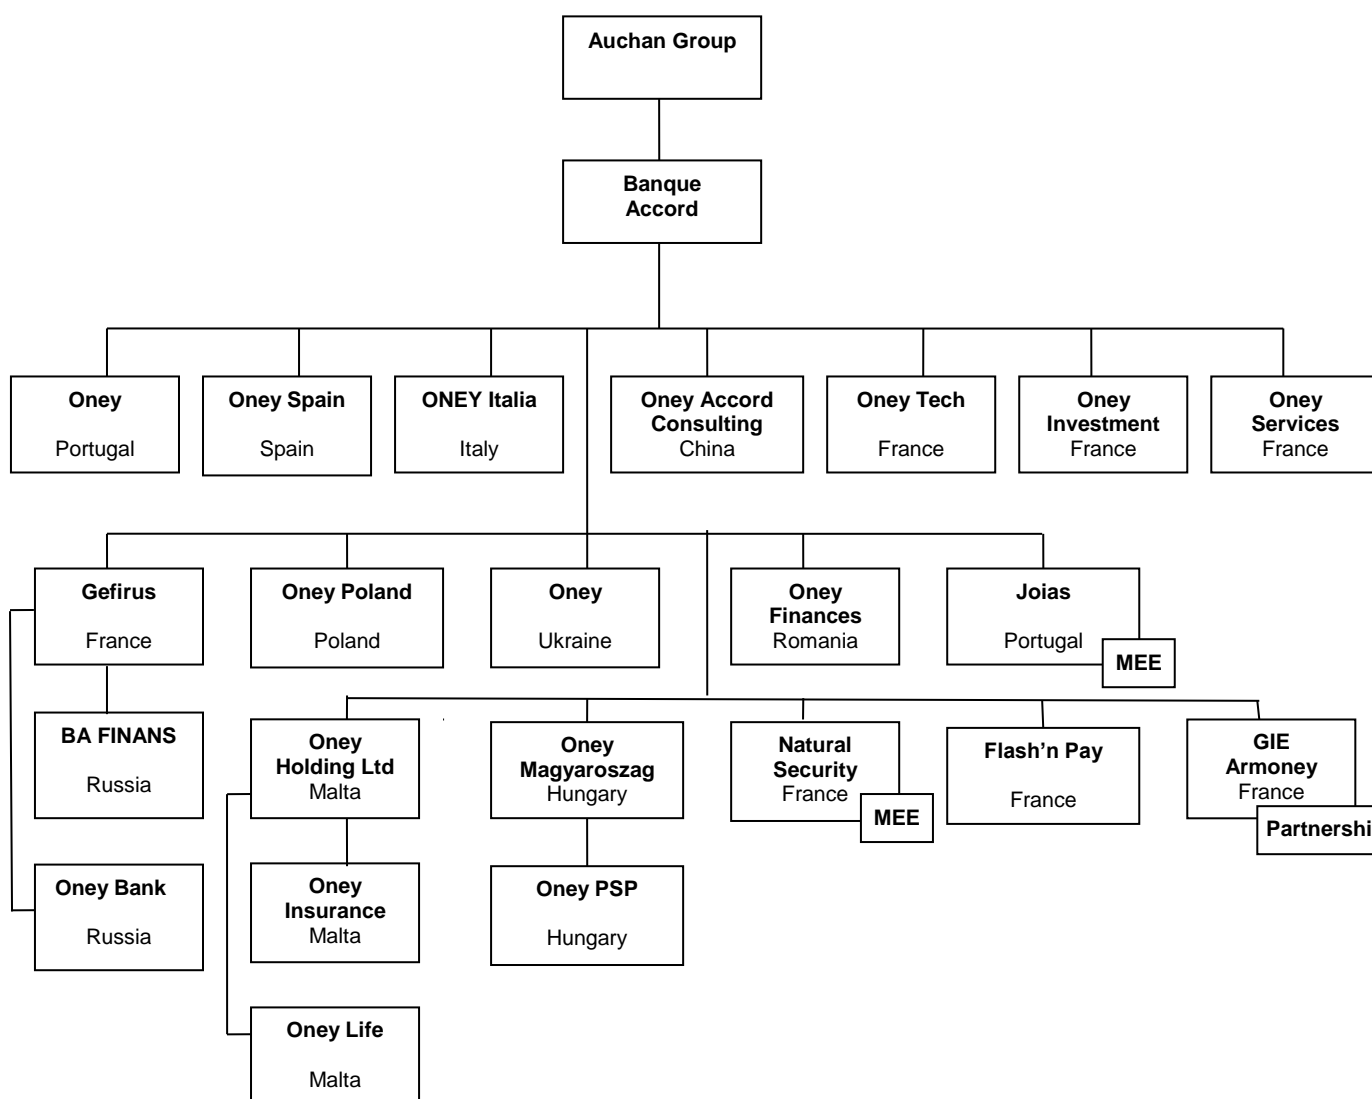 Auchan Group
Banque
Accord
Oney
Portugal
Oney Spain
Spain
ONEY Italia
Italy
Oney Accord
Consulting
China
Oney Tech
France
Oney
Investment
France
Oney
Services
France
Gefirus
France
Oney Poland
Poland
Oney
Ukraine
Oney
Finances
Romania
Joias
Portugal
MEE
BA FINANS
Russia
Oney
Holding Ltd
Malta
Oney
Magyaroszag
Hungary
Natural
Security
France
MEE
Flash’n Pay
France
GIE
Armoney
France
Partnershi
Oney Bank
Russia
Oney
Insurance
Malta
Oney PSP
Hungary
Oney Life
Malta